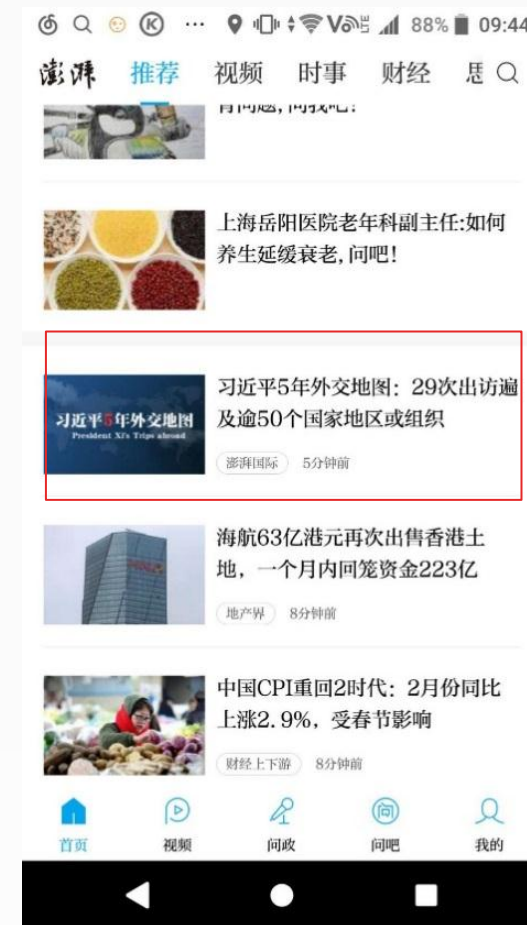 88% 09:44
澎湃 推荐 视频 时事 财经 思
上海岳阳医院老年科副主任:如何
养生延缓衰老,问吧!
习近平5年外交地图
President Xi's Trips abroad
习近平5年外交地图：29次出访遍
及逾50个国家地区或组织
澎湃国际 5分钟前
海航63亿港元再次出售香港土
地，一个月内回笼资金223亿
地产界 8分钟前
中国CPI重回2时代：2月份同比
上涨2.9%，受春节影响
财经上下游 8分钟前
首页 视频 问政 问吧 我的